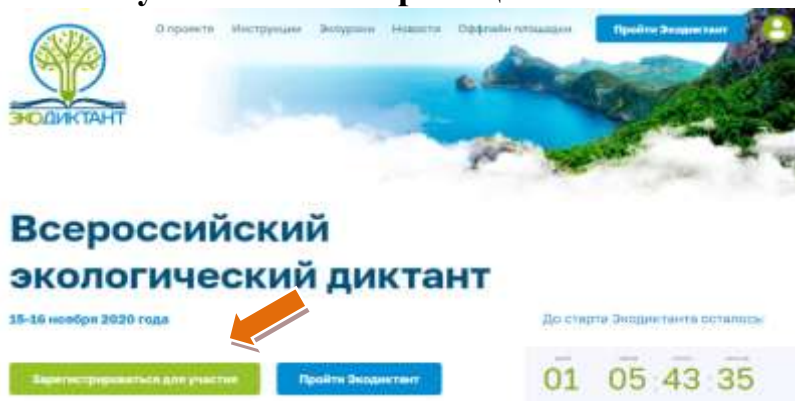 О проекте Инструкции Экскурсии Новости Оффлайн площадки Пройти Экодиктант
ЭКОДИКТАНТ
Всероссийский
экологический диктант
15-16 ноября 2020 года
До старта Экодиктанта осталось:
Зарегистрироваться для участия Пройти Экодиктант
01 05 43 35